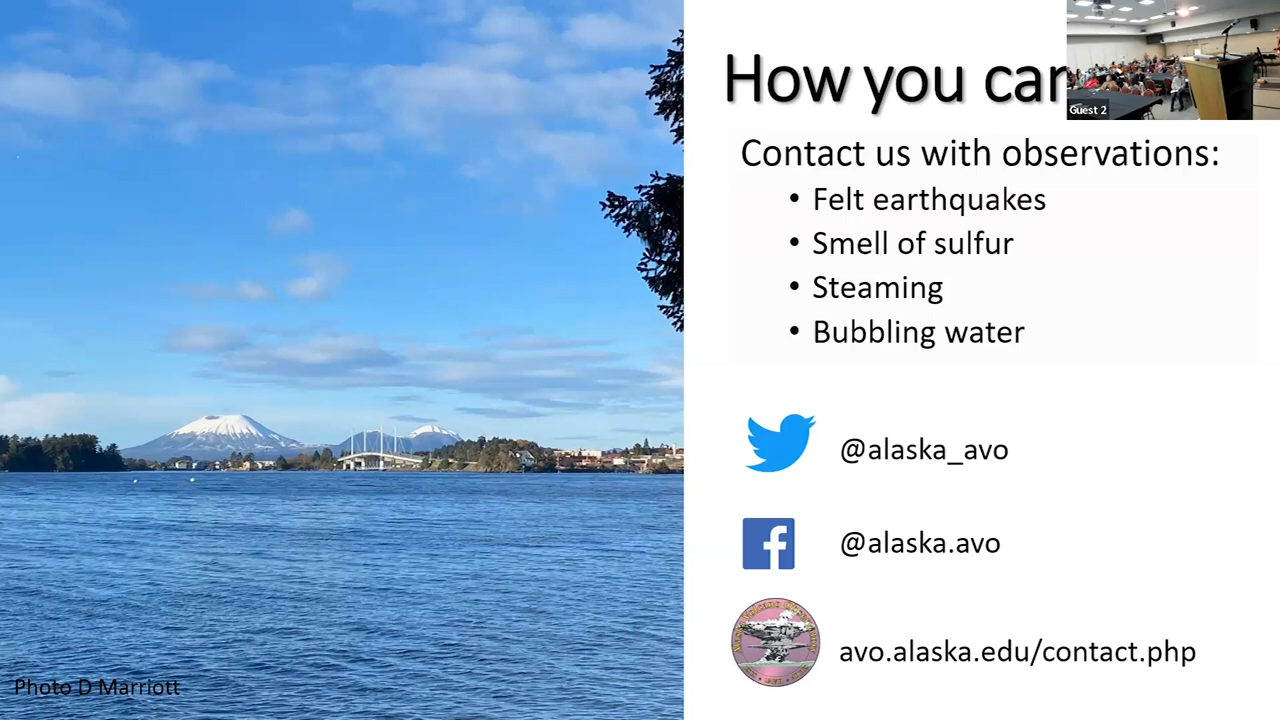 How you can
Guest 2
Contact us with observations:
• Felt earthquakes
• Smell of sulfur
• Steaming
• Bubbling water
@alaska_avo
@alaska.avo
avo.alaska.edu/contact.php
Photo D Marriott